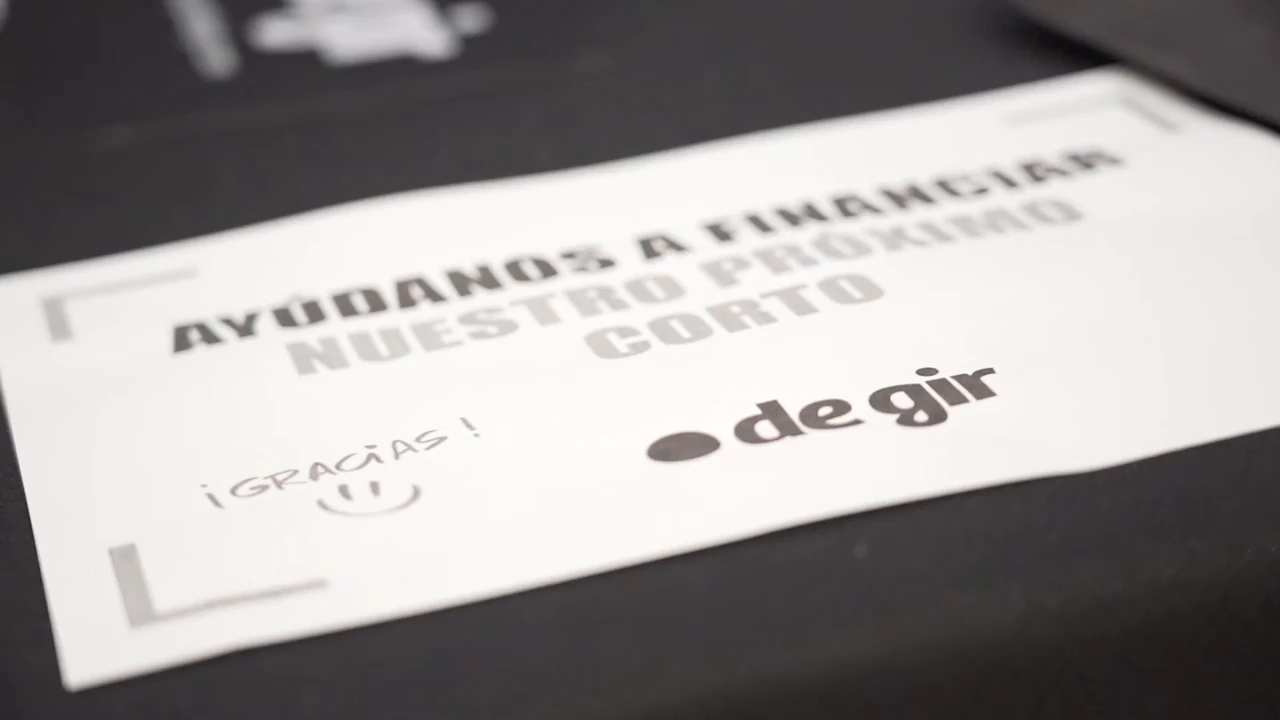 AYÚDANOS A FINANCIAR
NUESTRO PRÓXIMO
CORTO
¡GRACIAS!
de gir